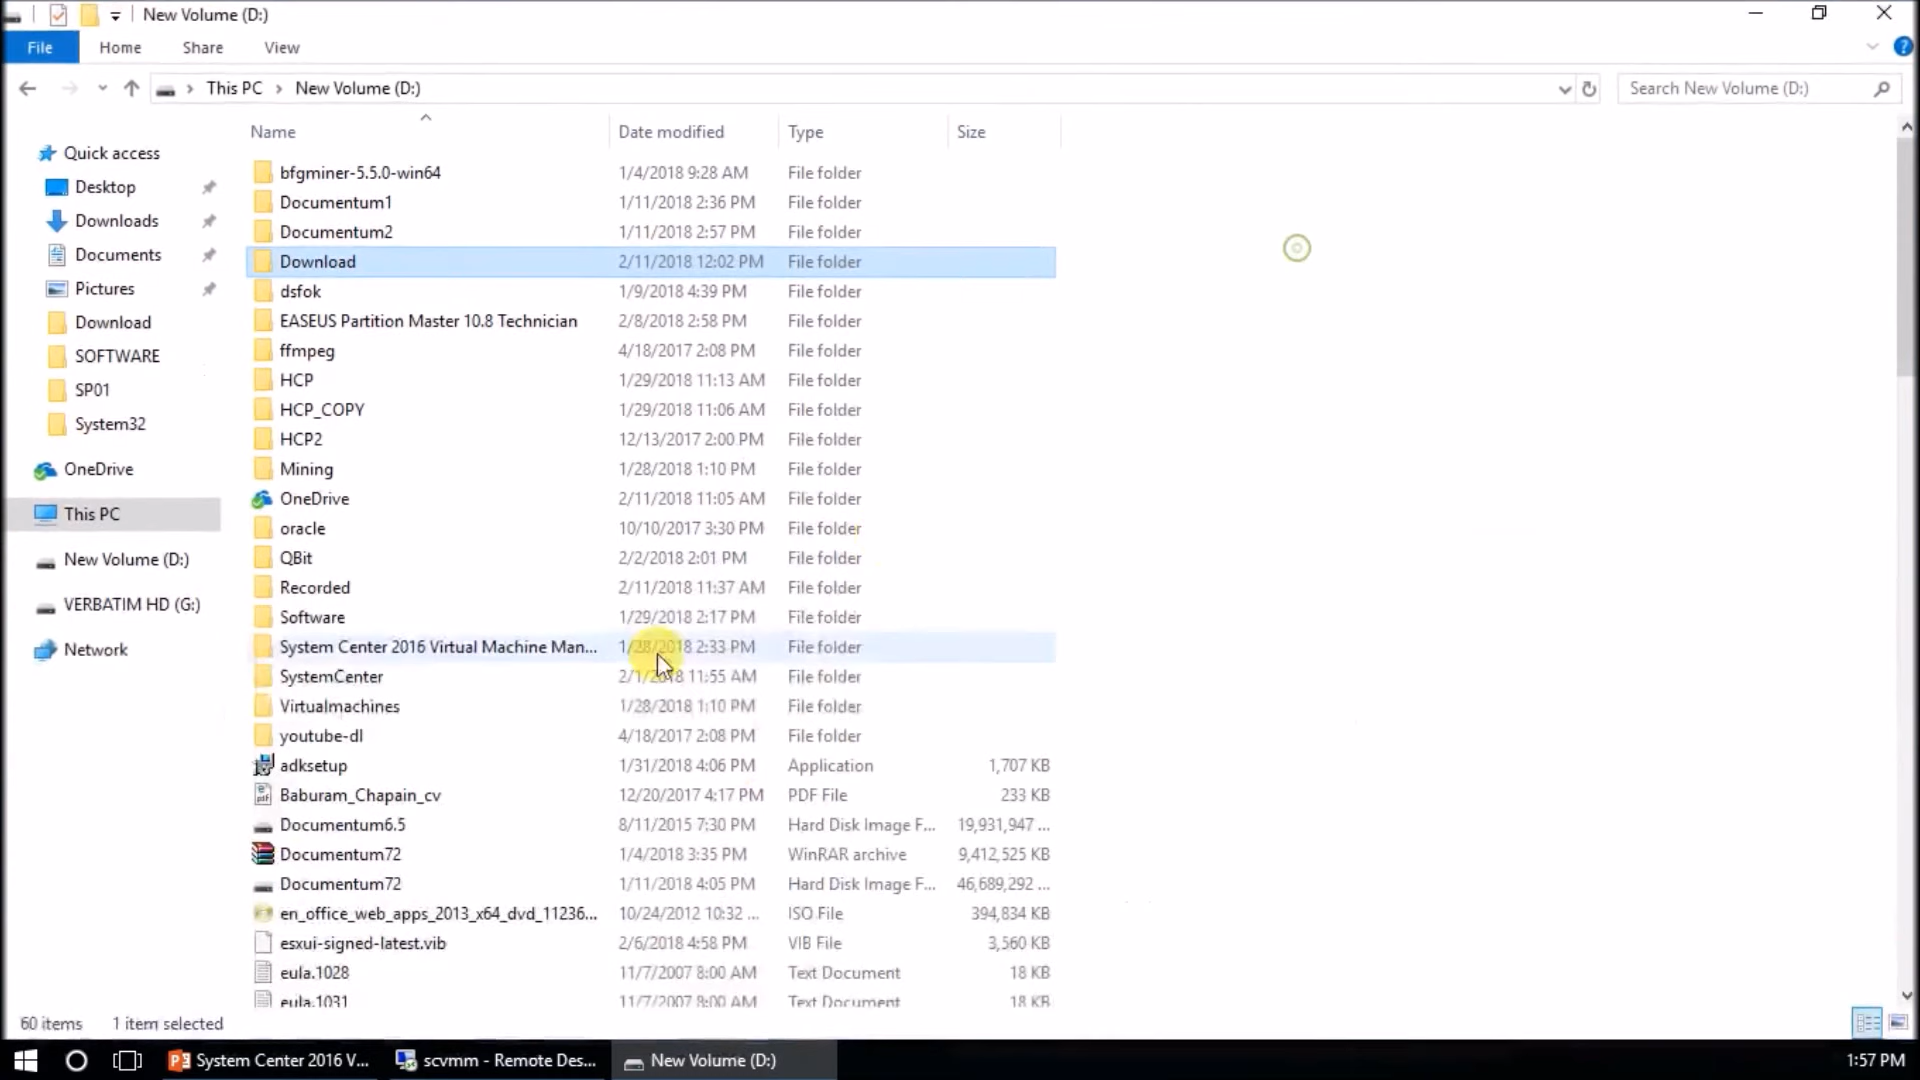 New Volume (D:)
File Home Share View
This PC New Volume (D:) Search New Volume (D:)
Name Date modified Type Size
Quick access
Desktop
Downloads
Documents
Pictures
Download
SOFTWARE
SP01
System32
OneDrive
This PC
New Volume (D:)
VERBATIM HD (G:)
Network
bfgminer-5.5.0-win64 1/4/2018 9:28 AM File folder
Documentum1 1/11/2018 2:36 PM File folder
Documentum2 1/11/2018 2:57 PM File folder
Download 2/11/2018 12:02 PM File folder
dsfok 1/9/2018 4:39 PM File folder
EASEUS Partition Master 10.8 Technician 2/8/2018 2:58 PM File folder
ffmpeg 4/18/2017 2:08 PM File folder
HCP 1/29/2018 11:13 AM File folder
HCP_COPY 1/29/2018 11:06 AM File folder
HCP2 12/13/2017 2:00 PM File folder
Mining 1/28/2018 1:10 PM File folder
OneDrive 2/11/2018 11:05 AM File folder
oracle 10/10/2017 3:30 PM File folder
QBit 2/2/2018 2:01 PM File folder
Recorded 2/11/2018 11:37 AM File folder
Software 1/29/2018 2:17 PM File folder
System Center 2016 Virtual Machine Man... 1/28/2018 2:33 PM File folder
SystemCenter 2/1/2018 11:55 AM File folder
Virtualmachines 1/28/2018 1:10 PM File folder
youtube-dl 4/18/2017 2:08 PM File folder
adksetup 1/31/2018 4:06 PM Application 1,707 KB
Baburam_Chapain_cv 12/20/2017 4:17 PM PDF File 233 KB
Documentum6.5 8/11/2015 7:30 PM Hard Disk Image F... 19,931,947 ...
Documentum72 1/4/2018 3:35 PM WinRAR archive 9,412,525 KB
Documentum72 1/11/2018 4:05 PM Hard Disk Image F... 46,689,292 ...
en_office_web_apps_2013_x64_dvd_11236... 10/24/2012 10:32 ... ISO File 394,834 KB
esxui-signed-latest.vib 2/6/2018 4:58 PM VIB File 3,560 KB
eula.1028 11/7/2007 8:00 AM Text Document 18 KB
eula.1031 11/7/2007 8:00 AM Text Document 18 KB
60 items 1 item selected
System Center 2016 V... scvmm - Remote Des... New Volume (D:) 1:57 PM